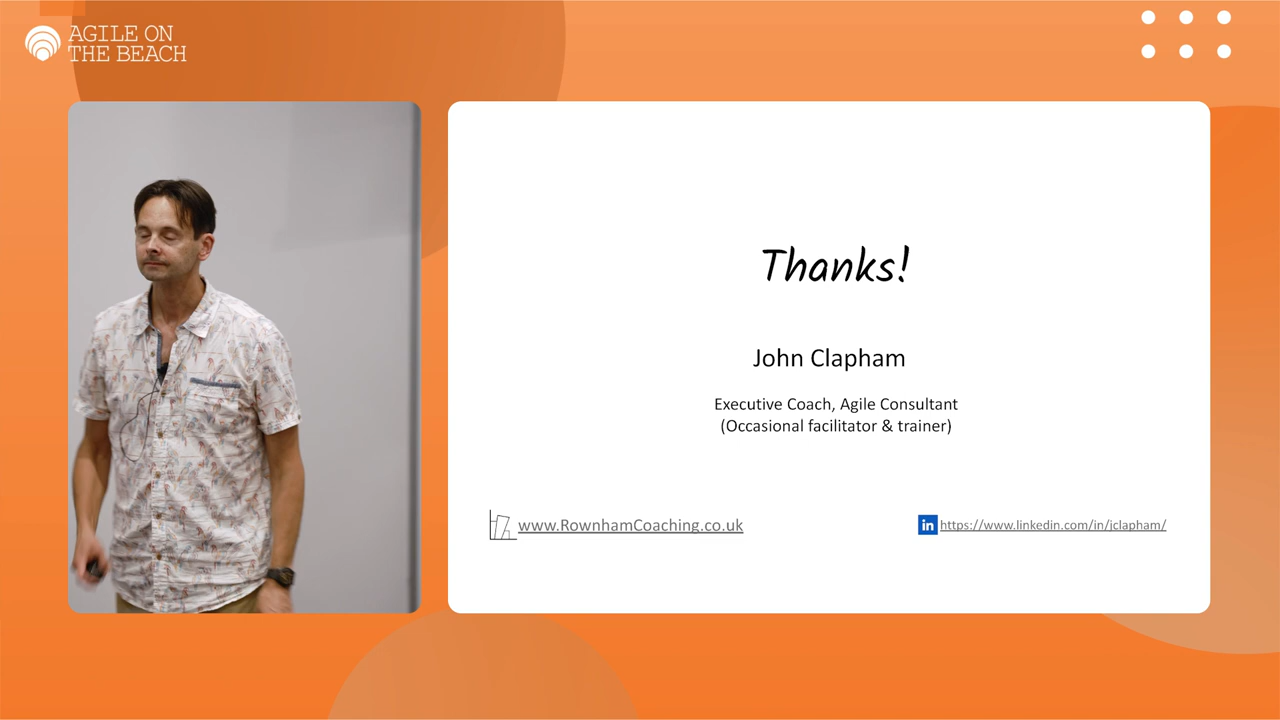 AGILE ON
THE BEACH
Thanks!
John Clapham
Executive Coach, Agile Consultant
(Occasional facilitator & trainer)
www.RownhamCoaching.co.uk
in https://www.linkedin.com/in/jclapham/